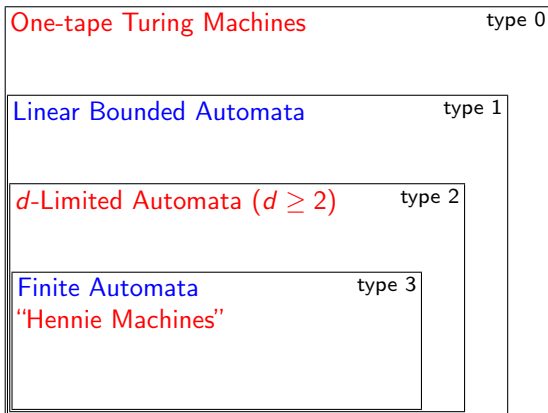 One-tape Turing Machines type 0
Linear Bounded Automata type 1
d-Limited Automata (d ≥ 2) type 2
Finite Automata type 3
“Hennie Machines”